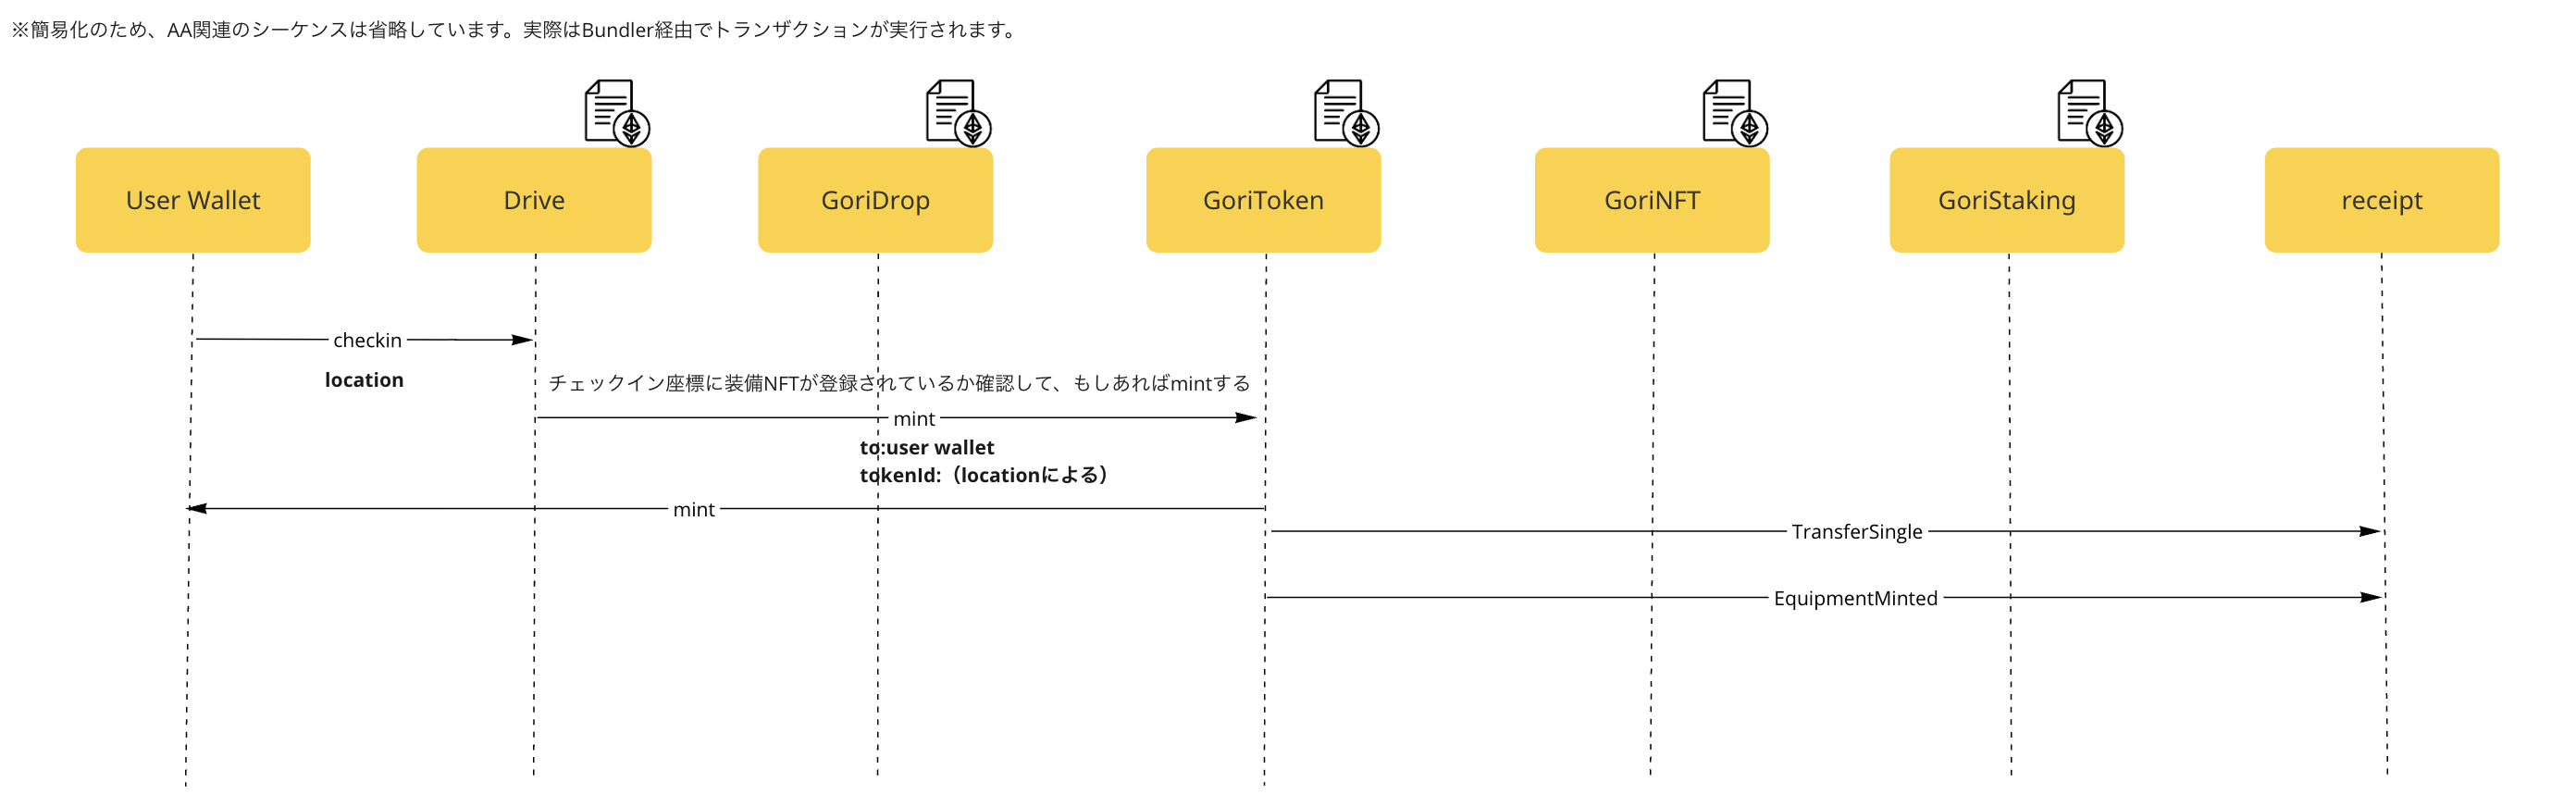 ※簡易化のため、AA関連のシーケンスは省略しています。実際はBundler経由でトランザクションが実行されます。
User Wallet
Drive
GoriDrop
GoriToken
GoriNFT
GoriStaking
receipt
checkin
location
チェックイン座標に装備NFTが登録されているか確認して、もしあればmintする
mint
to:user wallet
tokenId:（locationによる）
mint
TransferSingle
EquipmentMinted